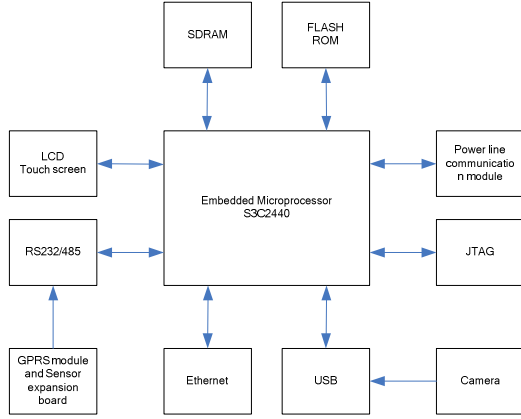 SDRAM
FLASH
ROM
LCD
Touch screen
Embedded Microprocessor
S3C2440
Power line
communicatio
n module
RS232/485
JTAG
GPRS module
and Sensor
expansion
board
Ethernet
USB
Camera